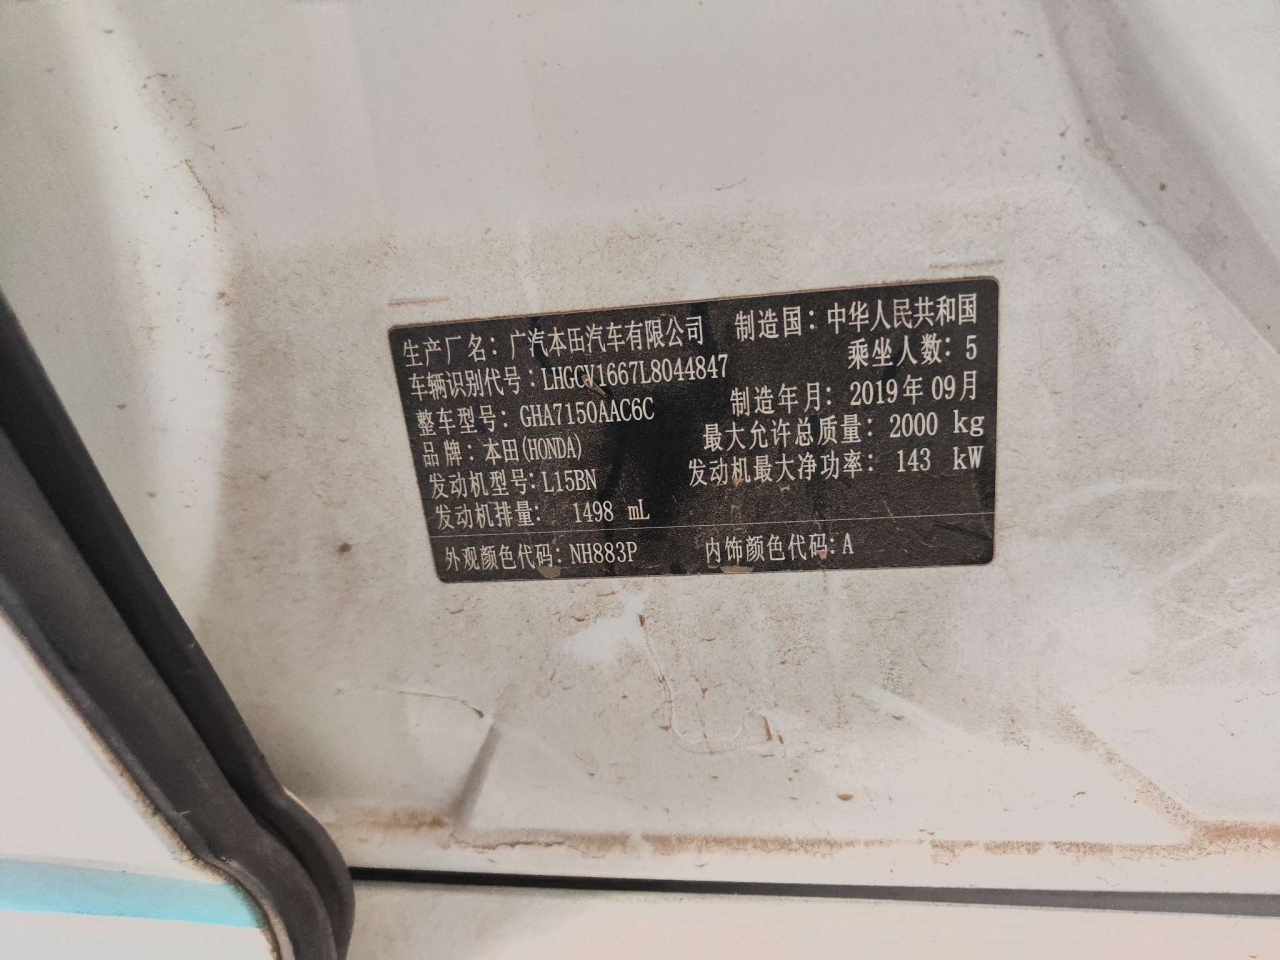 生产厂名：广汽本田汽车有限公司 制造国：中华人民共和国
车辆识别代号：LHGCV1667L8044847 乘坐人数：5
整车型号：GHA7150AAC6C 制造年月：2019年09月
品牌：本田(HONDA) 最大允许总质量：2000 kg
发动机型号：L15BN 发动机最大净功率：143 kW
发动机排量： 1498 mL
外观颜色代码：NH883P 内饰颜色代码：A